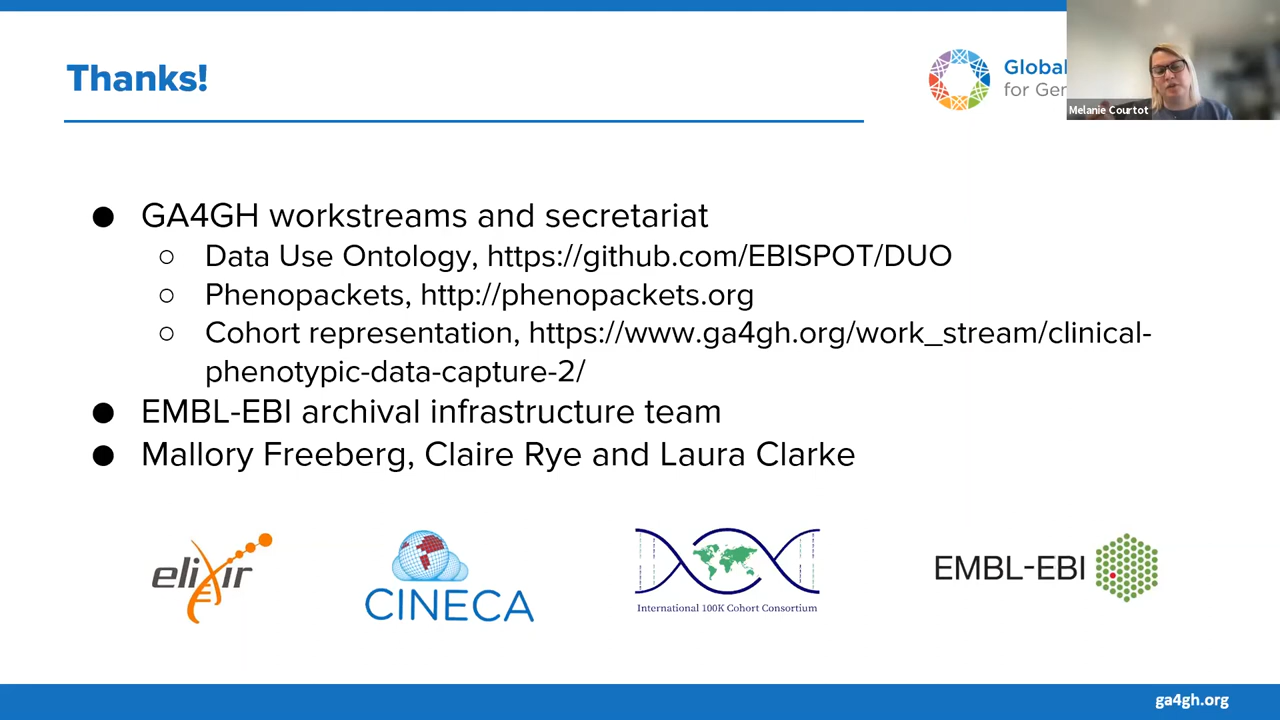 Thanks!
Global
for Ge
Melanie Courtot
● GA4GH workstreams and secretariat
○ Data Use Ontology, https://github.com/EBISPOT/DUO
○ Phenopackets, http://phenopackets.org
○ Cohort representation, https://www.ga4gh.org/work_stream/clinical-
phenotypic-data-capture-2/
● EMBL-EBI archival infrastructure team
● Mallory Freeberg, Claire Rye and Laura Clarke
elixir
CINECA
International 100K Cohort Consortium
EMBL-EBI
ga4gh.org